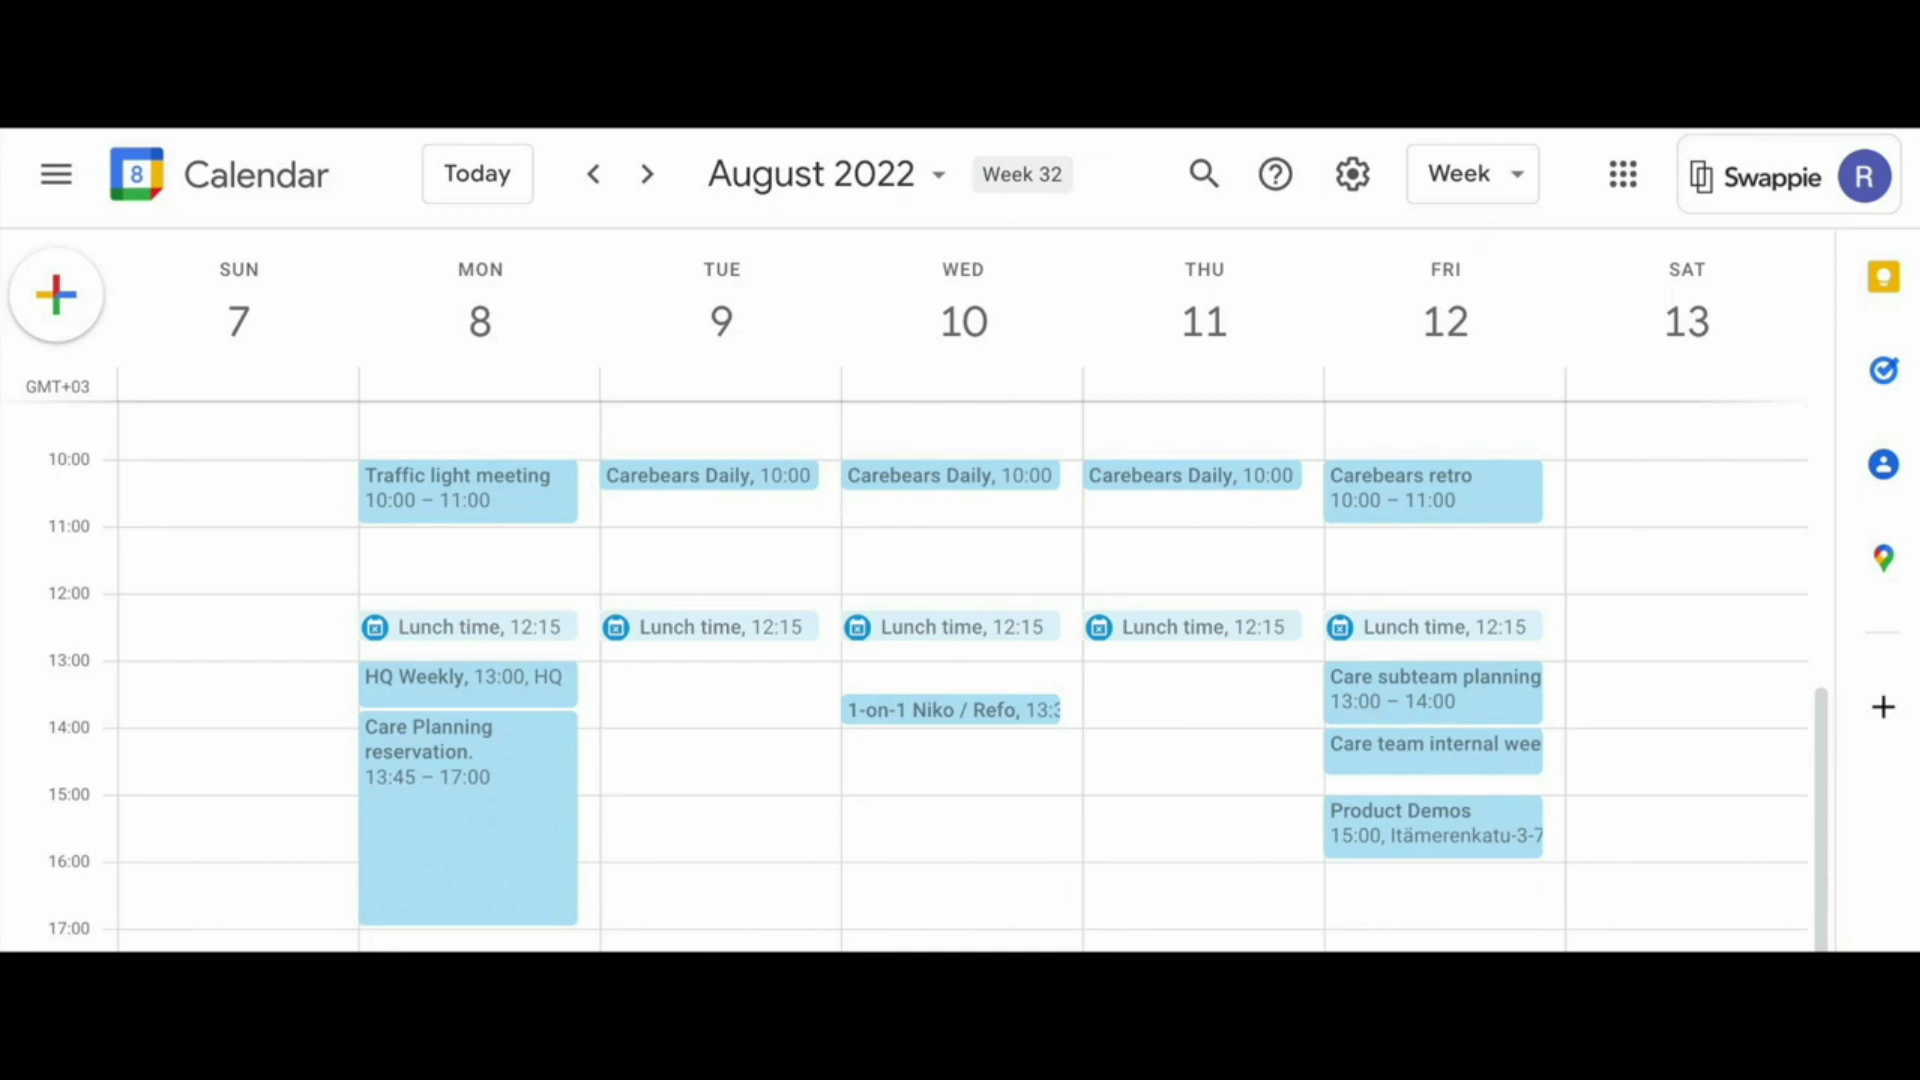 8 Calendar Today August 2022 Week 32 Week Swappie R
SUN MON TUE WED THU FRI SAT
7 8 9 10 11 12 13
GMT+03
10:00
11:00
12:00
13:00
14:00
15:00
16:00
17:00
Traffic light meeting
10:00 – 11:00
Lunch time, 12:15
HQ Weekly, 13:00, HQ
Care Planning
reservation.
13:45 – 17:00
Carebears Daily, 10:00
Lunch time, 12:15
Carebears Daily, 10:00
Lunch time, 12:15
1-on-1 Niko / Refo, 13:3
Carebears Daily, 10:00
Lunch time, 12:15
Carebears retro
10:00 – 11:00
Lunch time, 12:15
Care subteam planning
13:00 – 14:00
Care team internal wee
Product Demos
15:00, Itämerenkatu-3-7